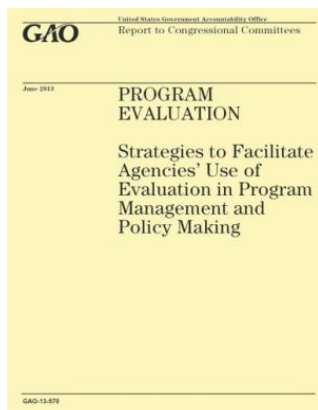 United States Government Accountability Office
GAO
Report to Congressional Committees
June 2013
PROGRAM
EVALUATION
Strategies to Facilitate
Agencies' Use of
Evaluation in Program
Management and
Policy Making
GAO-13-570